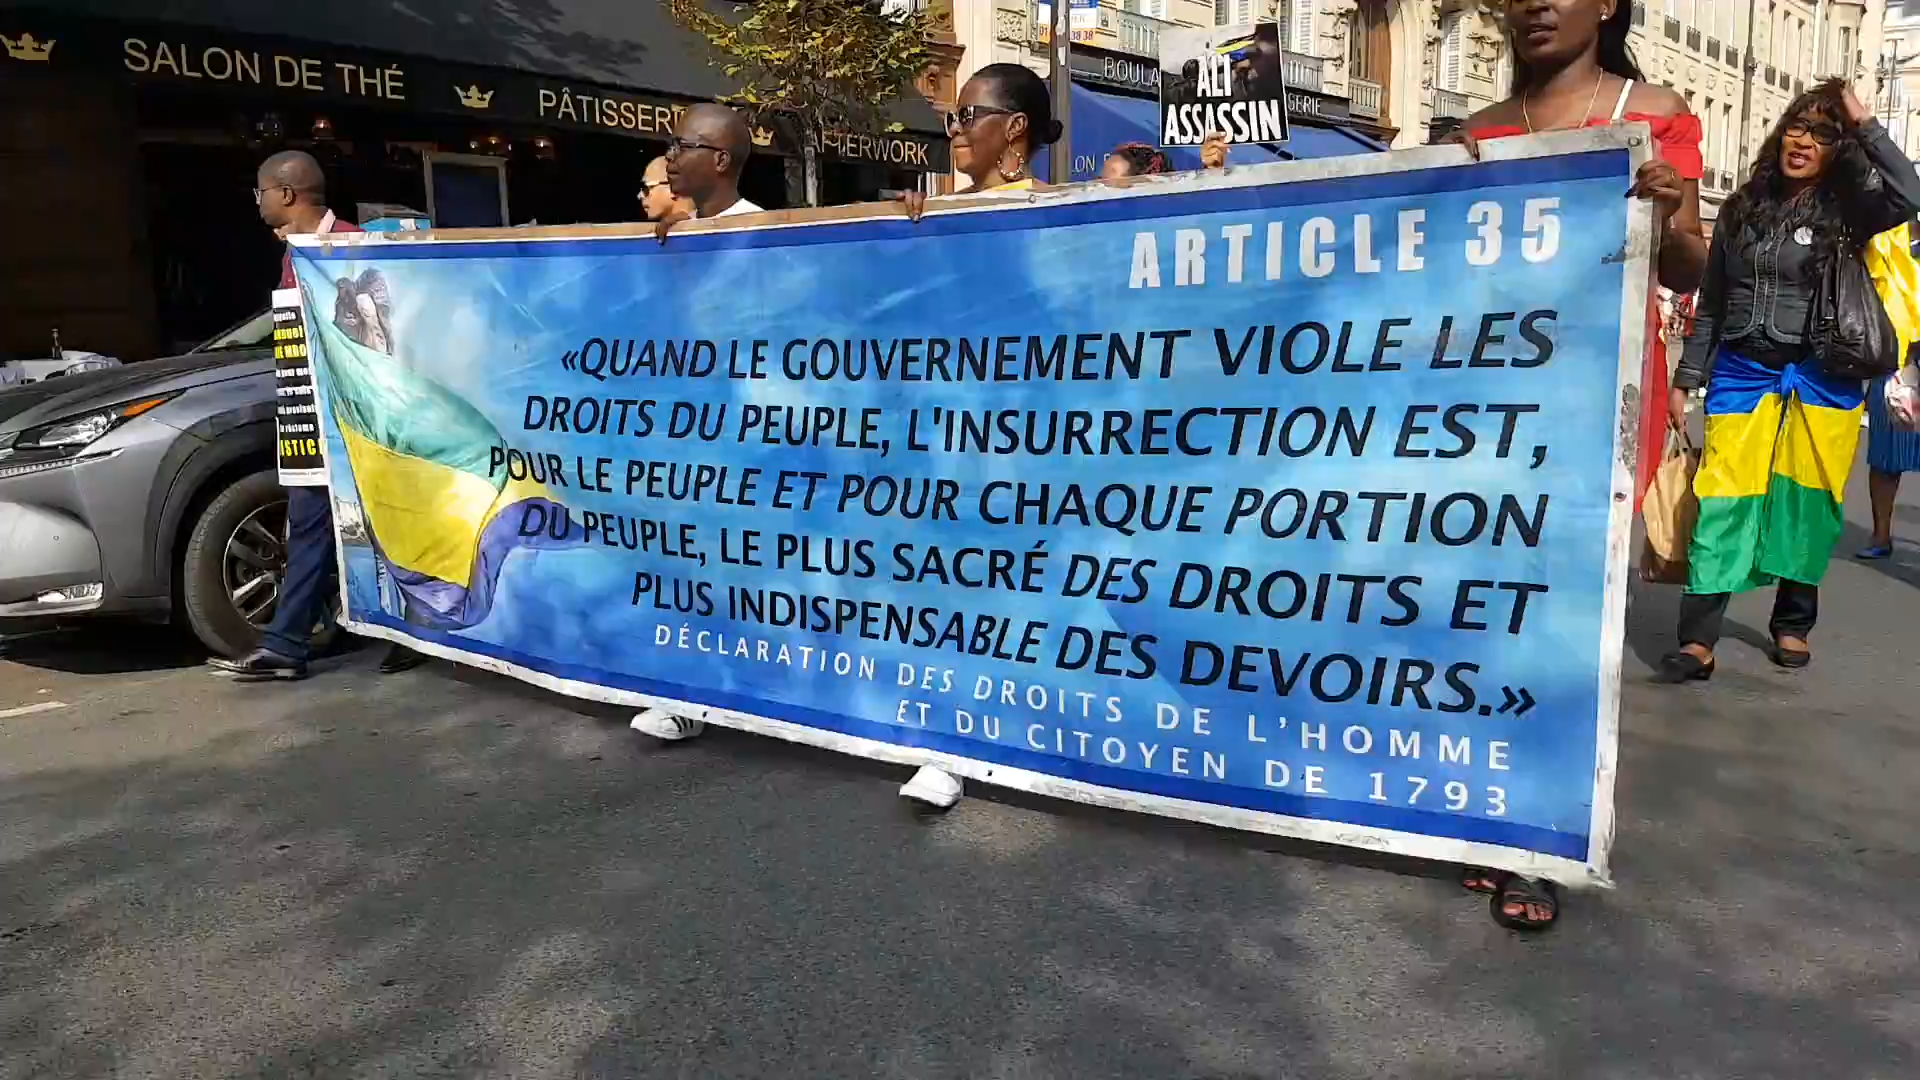 SALON DE THÉ
PÂTISSERI
AFTERWORK
BOULA
GERIE
ALI
ASSASSIN
ARTICLE 35
«QUAND LE GOUVERNEMENT VIOLE LES
DROITS DU PEUPLE, L'INSURRECTION EST,
POUR LE PEUPLE ET POUR CHAQUE PORTION
DU PEUPLE, LE PLUS SACRÉ DES DROITS ET
PLUS INDISPENSABLE DES DEVOIRS.»
DÉCLARATION DES DROITS DE L'HOMME
ET DU CITOYEN DE 1793